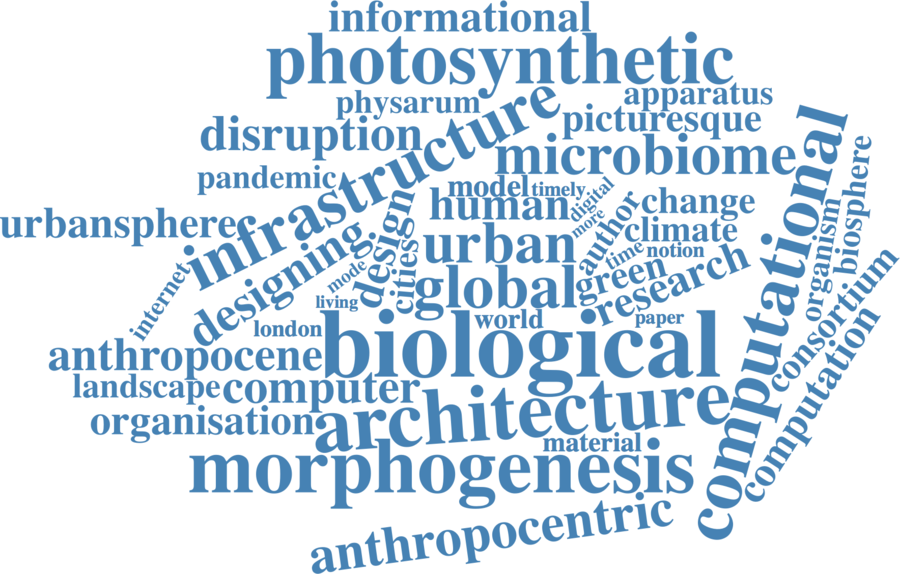 informational
photosynthetic
physarum
apparatus
disruption
picturesque
infrastructure
microbiome
pandemic
model
timely
digital
human
more
author
change
urbansphere
design
climate
computational
biosphere
organism
designing
cities
urban
time
notion
internet
mode
living
global
green
research
consortium
london
world
paper
biological
anthropocene
computation
landscape
computer
architecture
organisation
material
morphogenesis
anthropocentric